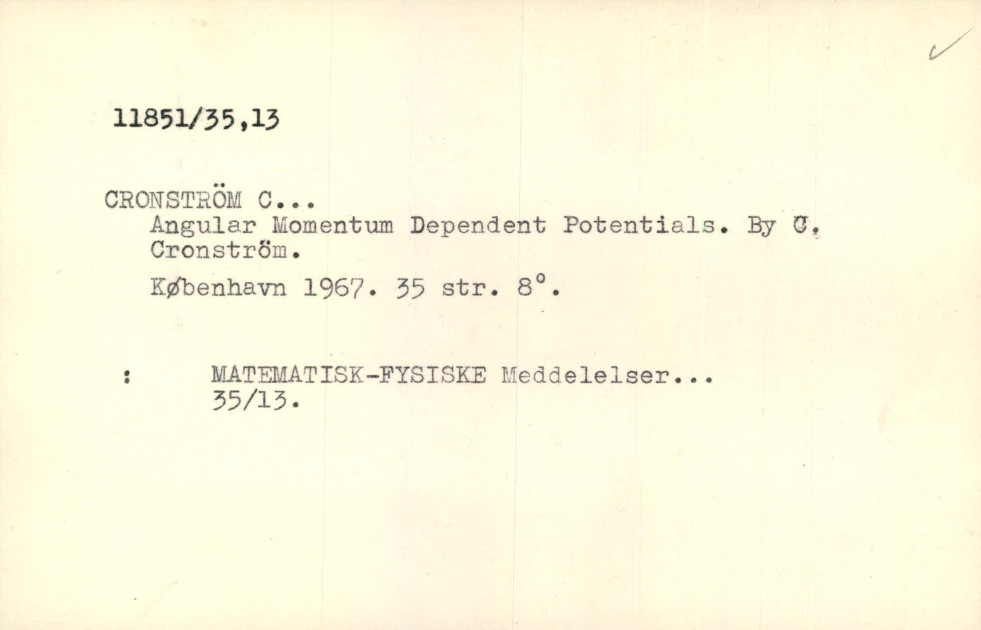 11851/35,13
CRONSTRÖM C...
Angular Momentum Dependent Potentials. By C.
Cronström.
København 1967. 35 str. 8°.
: MATEMATISK-FYSISKE Meddelelser...
35/13.